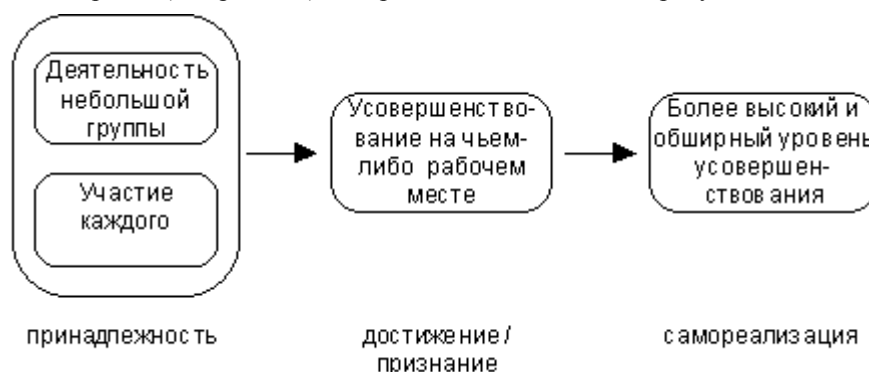 Деятельность
небольшой
группы
Участие
каждого
Усовершенство-
вание на чьем-
либо рабочем
месте
Более высокий и
обширный уровень
усовершен-
ствования
принадлежность
достижение/
признание
самореализация